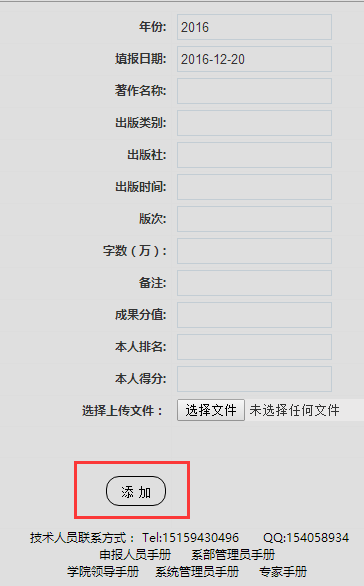 年份: 2016
填报日期: 2016-12-20
著作名称:
出版类别:
出版社:
出版时间:
版次:
字数（万）:
备注:
成果分值:
本人排名:
本人得分:
选择上传文件： 选择文件 未选择任何文件
添 加
技术人员联系方式： Tel:15159430496 QQ:154058934
申报人员手册 系部管理员手册
学院领导手册 系统管理员手册 专家手册